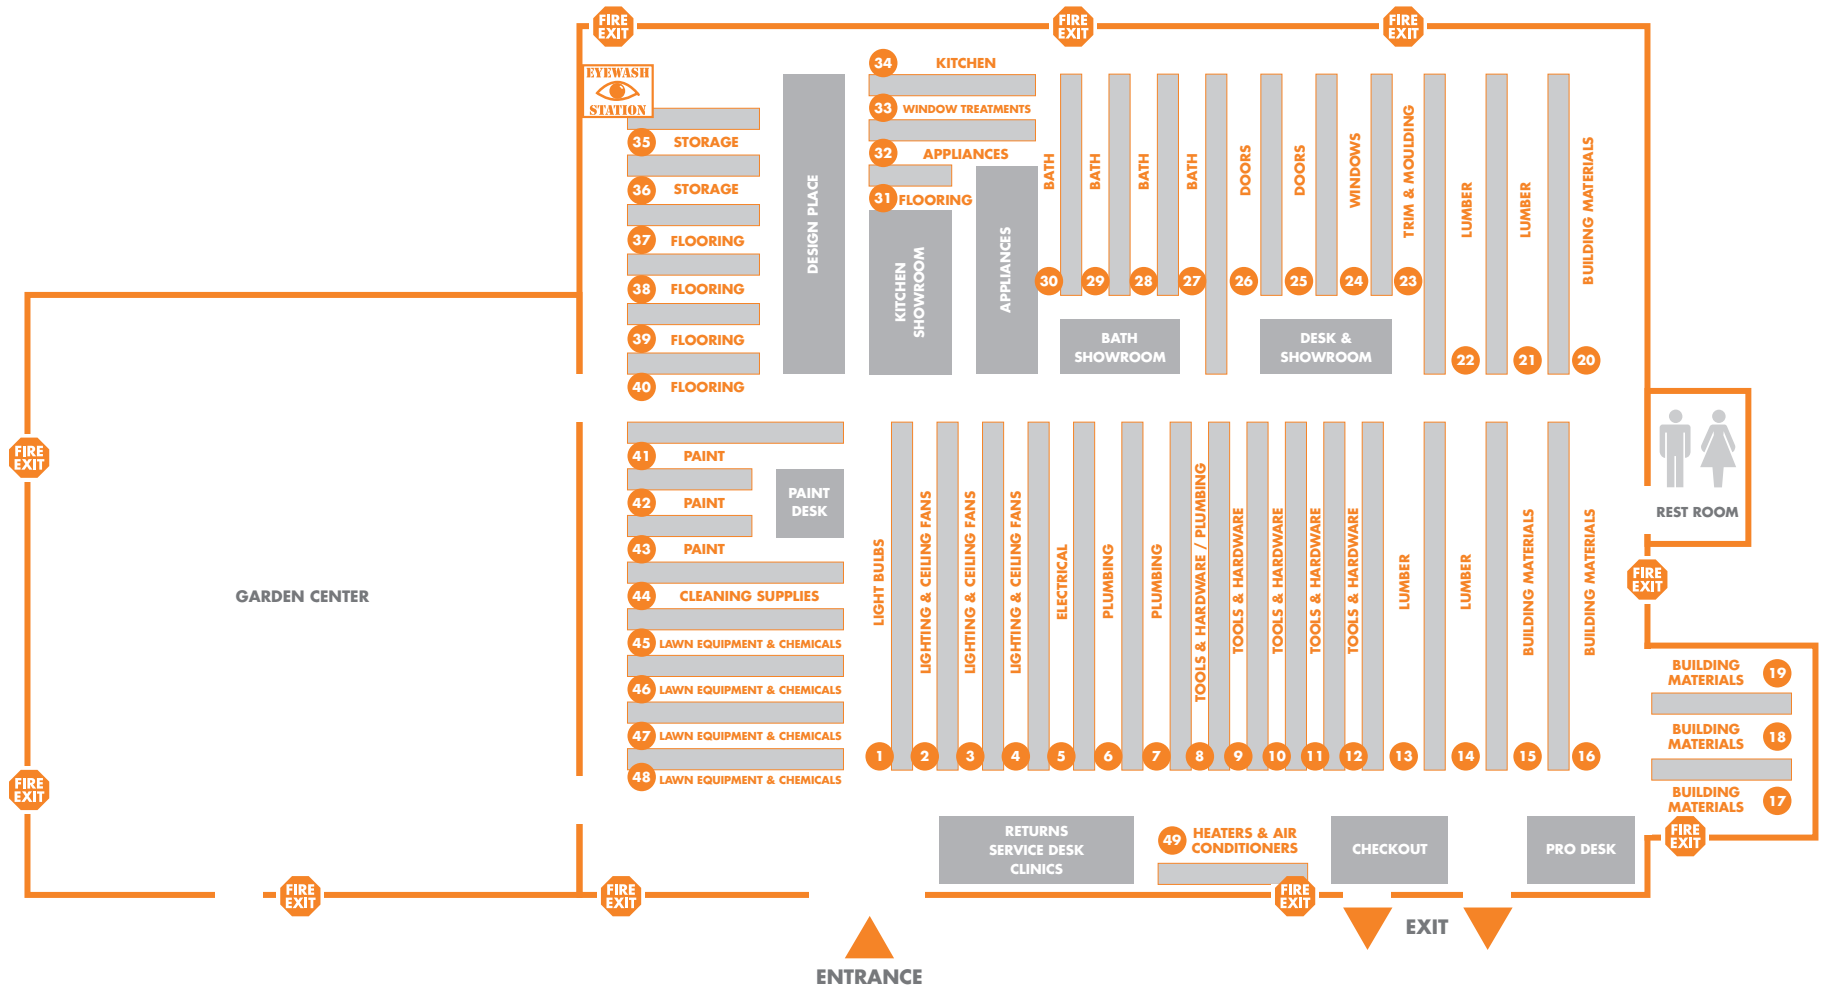 FIRE
EXIT
FIRE
EXIT
FIRE
EXIT
EYEWASH
STATION
35 STORAGE
36 STORAGE
37 FLOORING
38 FLOORING
39 FLOORING
40 FLOORING
DESIGN PLACE
34 KITCHEN
33 WINDOW TREATMENTS
32 APPLIANCES
31 FLOORING
KITCHEN
SHOWROOM
APPLIANCES
BATH
30
BATH
29
BATH
28
BATH
27
DOORS
26
DOORS
25
WINDOWS
24
TRIM & MOULDING
23
LUMBER
22
LUMBER
21
BUILDING MATERIALS
20
BATH
SHOWROOM
DESK &
SHOWROOM
REST ROOM
FIRE
EXIT
FIRE
EXIT
GARDEN CENTER
41 PAINT
42 PAINT
43 PAINT
PAINT
DESK
44 CLEANING SUPPLIES
45 LAWN EQUIPMENT & CHEMICALS
46 LAWN EQUIPMENT & CHEMICALS
47 LAWN EQUIPMENT & CHEMICALS
48 LAWN EQUIPMENT & CHEMICALS
LIGHT BULBS
1
LIGHTING & CEILING FANS
2
LIGHTING & CEILING FANS
3
LIGHTING & CEILING FANS
4
ELECTRICAL
5
PLUMBING
6
PLUMBING
7
TOOLS & HARDWARE / PLUMBING
8
TOOLS & HARDWARE
9
TOOLS & HARDWARE
10
TOOLS & HARDWARE
11
TOOLS & HARDWARE
12
LUMBER
13
LUMBER
14
BUILDING MATERIALS
15
BUILDING MATERIALS
16
FIRE
EXIT
BUILDING
MATERIALS 19
BUILDING
MATERIALS 18
BUILDING
MATERIALS 17
FIRE
EXIT
RETURNS
SERVICE DESK
CLINICS
49 HEATERS & AIR
CONDITIONERS
CHECKOUT
PRO DESK
FIRE
EXIT
FIRE
EXIT
FIRE
EXIT
EXIT
ENTRANCE